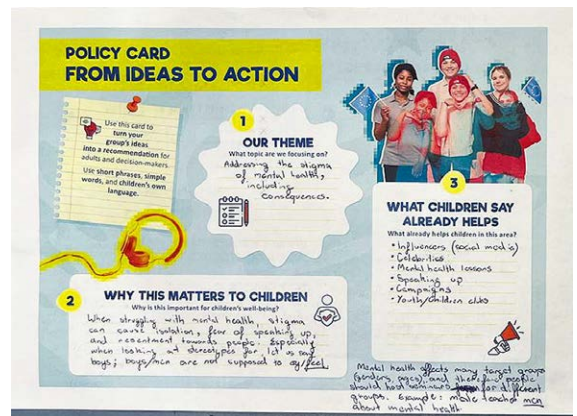 POLICY CARD
FROM IDEAS TO ACTION
Use this card to
turn your
group's ideas
into a recommendation for
adults and decision-makers
Use short phrases, simple
words, and children's own
language.
1
OUR THEME
What topic are we focusing on?
Addressing the stigma
of mental health,
including
consequences.
2
WHY THIS MATTERS TO CHILDREN
Why is this important for children's well-being?
When struggling with mental health, stigma
can cause isolation, fear of speaking up,
and resentment towards people. Especially
when looking at stereotypes for, let us say
boys; boys/men are not supposed to cry/feel
3
WHAT CHILDREN SAY
ALREADY HELPS
What already helps children in this area?
• Influencers (social media)
• Celebrities
• Mental health lessons
• Speaking up
• Campaigns
• Youth/children clubs
Mental health affects many target groups
(genders, ages), and therefore people
should host seminars for different
groups. Example: male teacher men
about mental health